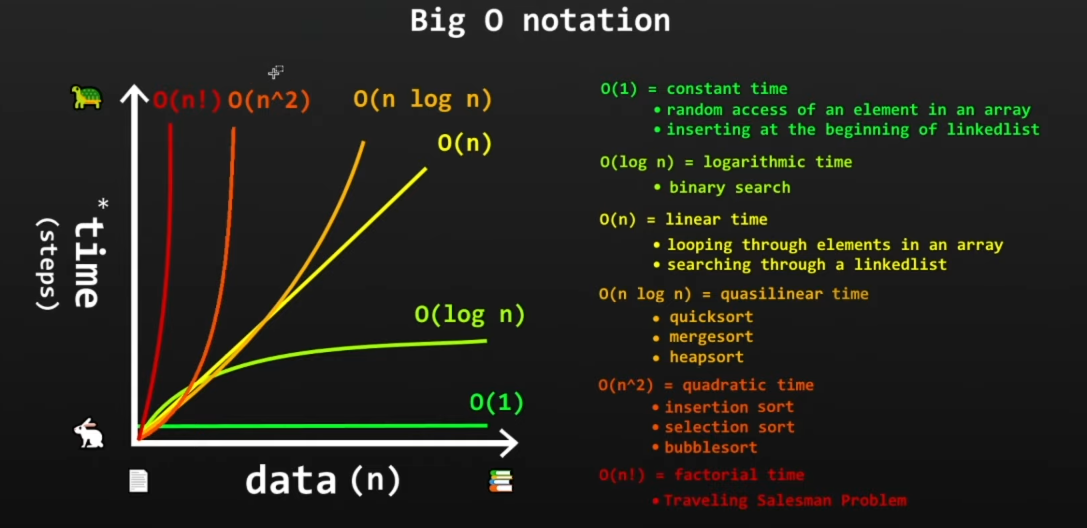 Big O notation
O(n!)
O(n^2)
O(n log n)
O(n)
O(log n)
O(1)
*time
(steps)
data (n)
O(1) = constant time
• random access of an element in an array
• inserting at the beginning of linkedlist
O(log n) = logarithmic time
• binary search
O(n) = linear time
• looping through elements in an array
• searching through a linkedlist
O(n log n) = quasilinear time
• quicksort
• mergesort
• heapsort
O(n^2) = quadratic time
• insertion sort
• selection sort
• bubblesort
O(n!) = factorial time
• Traveling Salesman Problem